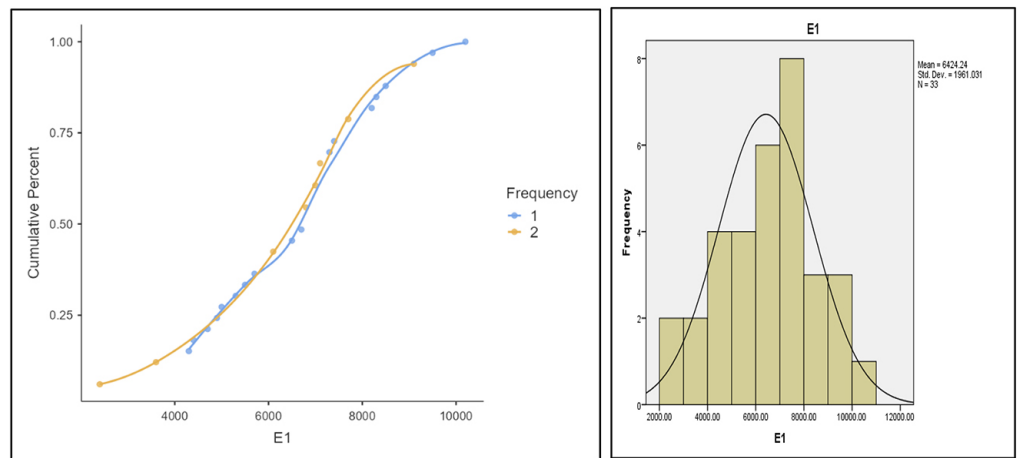 1.00
0.75
0.50
0.25
Cumulative Percent
4000 6000 8000 10000
E1
Frequency
1
2
E1
Mean = 6424.24
Std. Dev. = 1961.031
N = 33
8
6
4
2
0
Frequency
2000.00 4000.00 6000.00 8000.00 10000.00 12000.00
E1